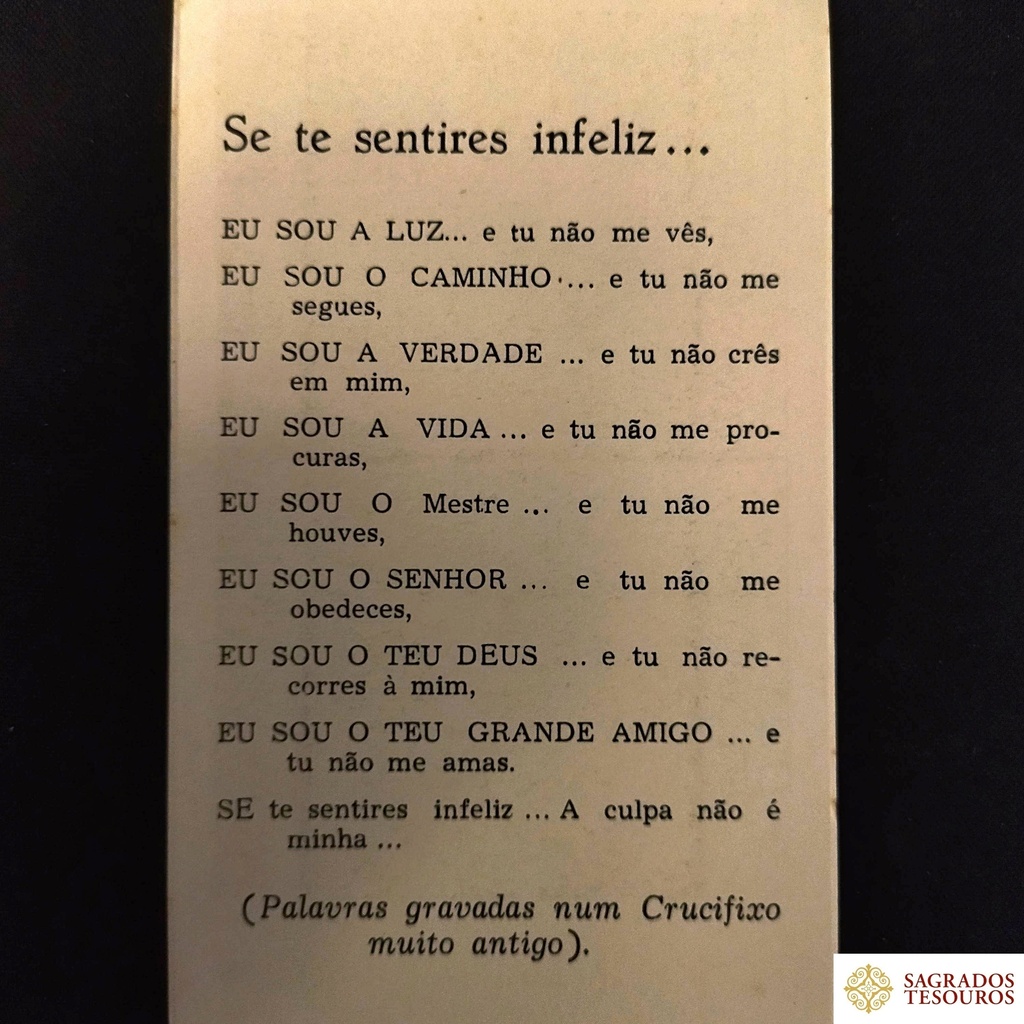 Se te sentires infeliz...
EU SOU A LUZ... e tu não me vês,
EU SOU O CAMINHO.... e tu não me
segues,
EU SOU A VERDADE ... e tu não crês
em mim,
EU SOU A VIDA ... e tu não me pro-
curas,
EU SOU O Mestre ... e tu não me
houves,
EU SOU O SENHOR ... e tu não me
obedeces,
EU SOU O TEU DEUS ... e tu não re-
corres à mim,
EU SOU O TEU GRANDE AMIGO ... e
tu não me amas.
SE te sentires infeliz ... A culpa não é
minha ...
(Palavras gravadas num Crucifixo
muito antigo).
SAGRADOS
TESOUROS